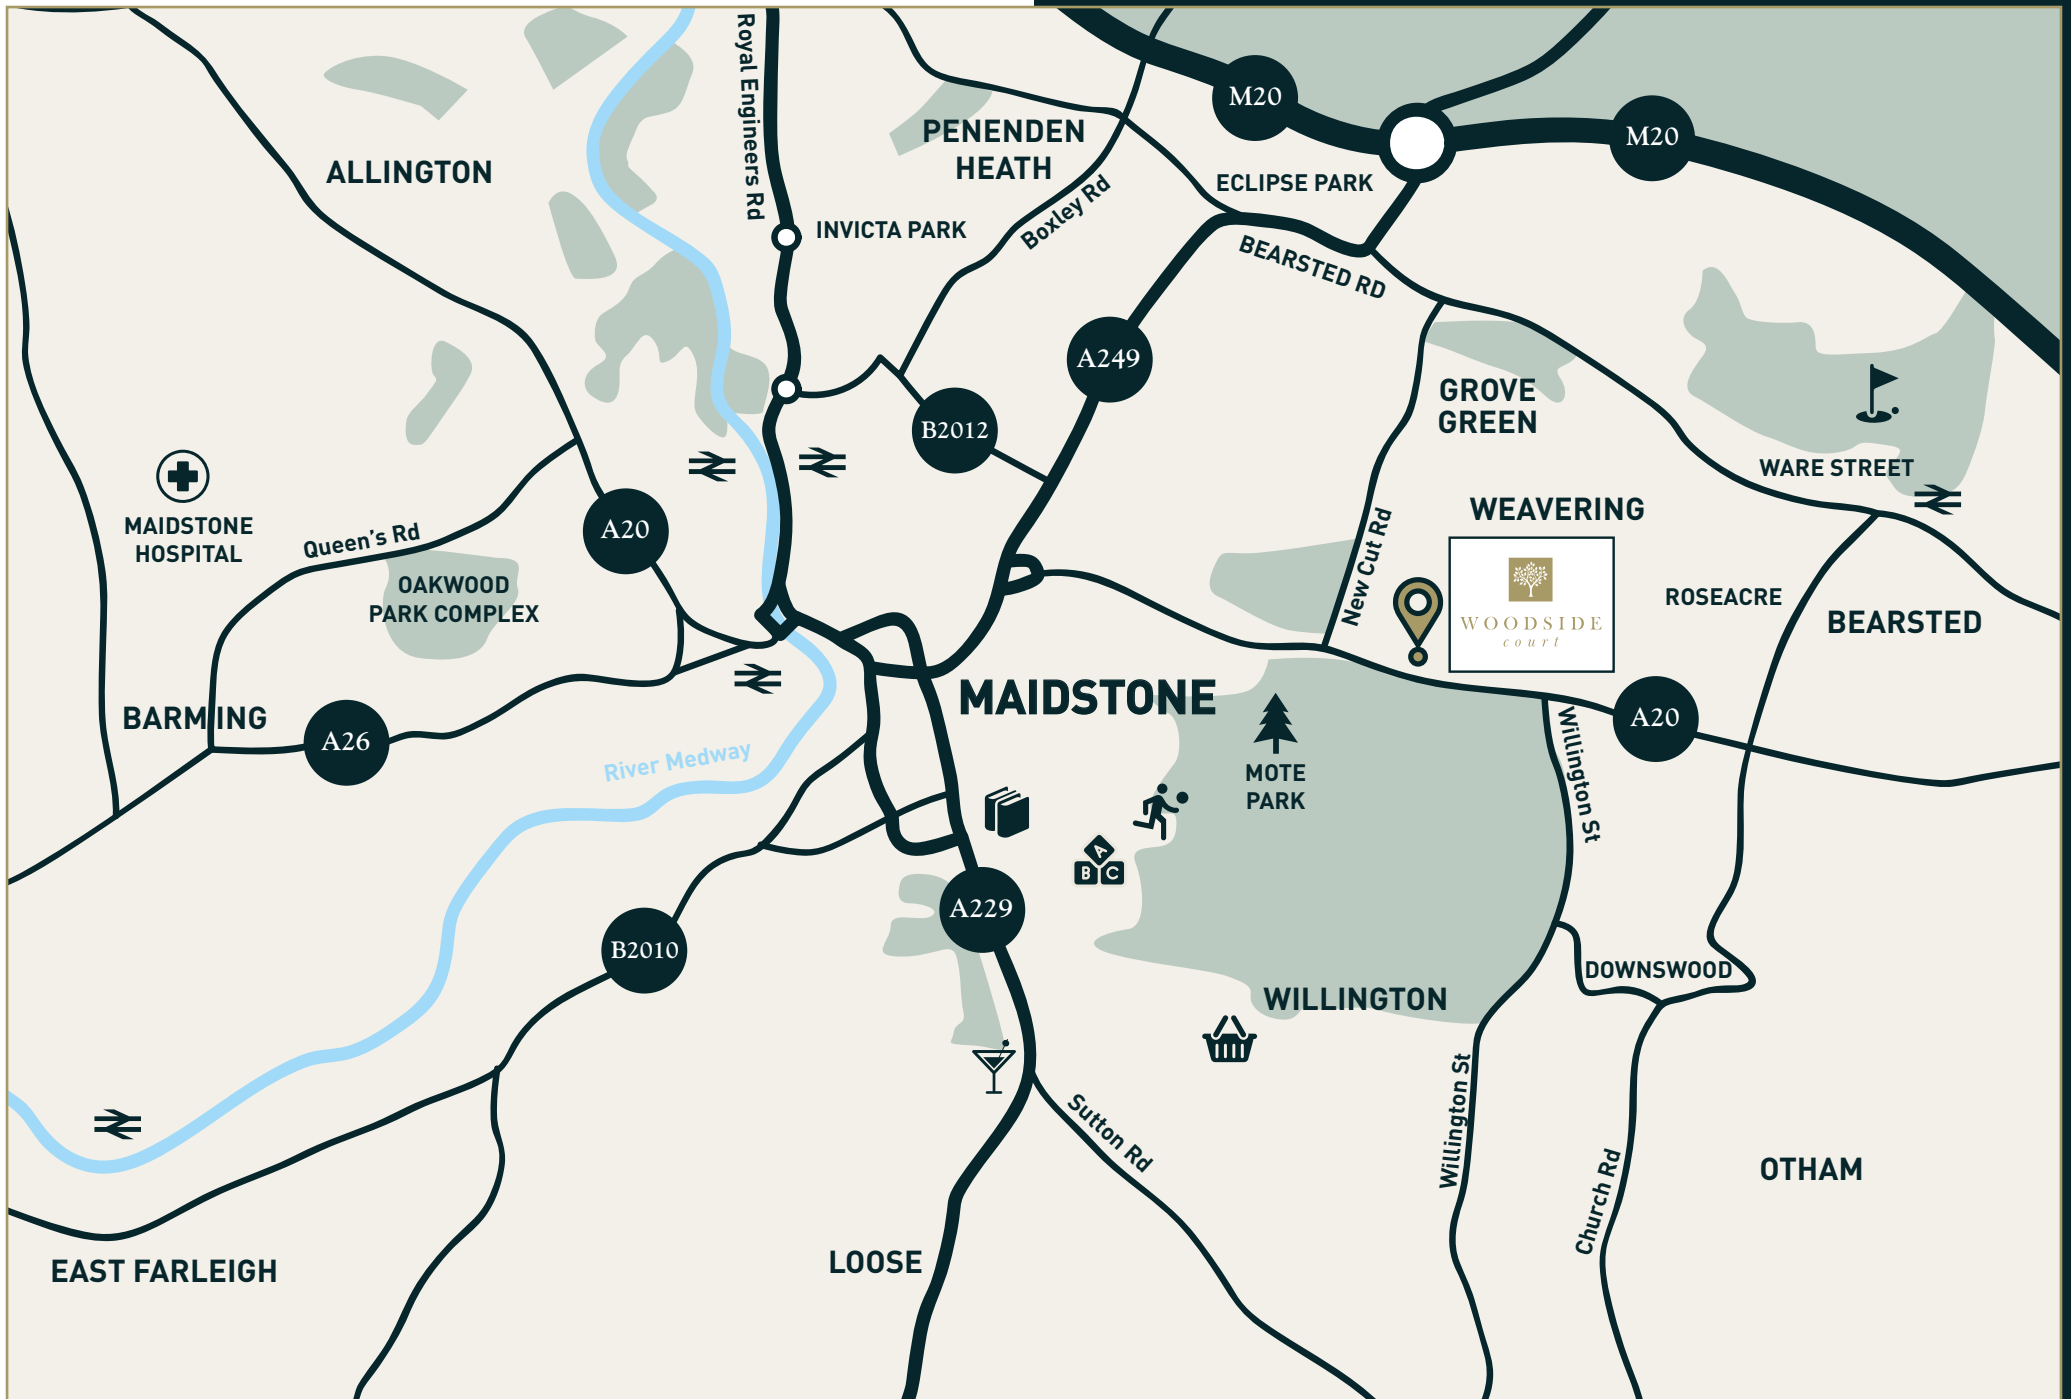 Royal Engineers Rd
M20
M20
PENENDEN
HEATH
ALLINGTON
ECLIPSE PARK
Boxley Rd
INVICTA PARK
BEARSTED RD
A249
GROVE
GREEN
B2012
WARE STREET
WEAVERING
MAIDSTONE
HOSPITAL
Queen's Rd
A20
New Cut Rd
OAKWOOD
PARK COMPLEX
WOODSIDE
court
ROSEACRE
BEARSTED
MAIDSTONE
BARMING
A26
A20
River Medway
Willington St
MOTE
PARK
A
B
C
A229
B2010
DOWNSWOOD
WILLINGTON
Willington St
Sutton Rd
Church Rd
OTHAM
LOOSE
EAST FARLEIGH